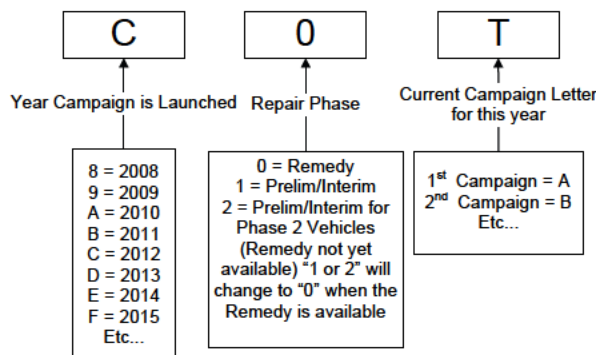 C
0
T
Year Campaign is Launched
Repair Phase
Current Campaign Letter
for this year
8 = 2008
9 = 2009
A = 2010
B = 2011
C = 2012
D = 2013
E = 2014
F = 2015
Etc...
0 = Remedy
1 = Prelim/Interim
2 = Prelim/Interim for
Phase 2 Vehicles
(Remedy not yet
available) “1 or 2” will
change to “0” when the
Remedy is available
1st Campaign = A
2nd Campaign = B
Etc...